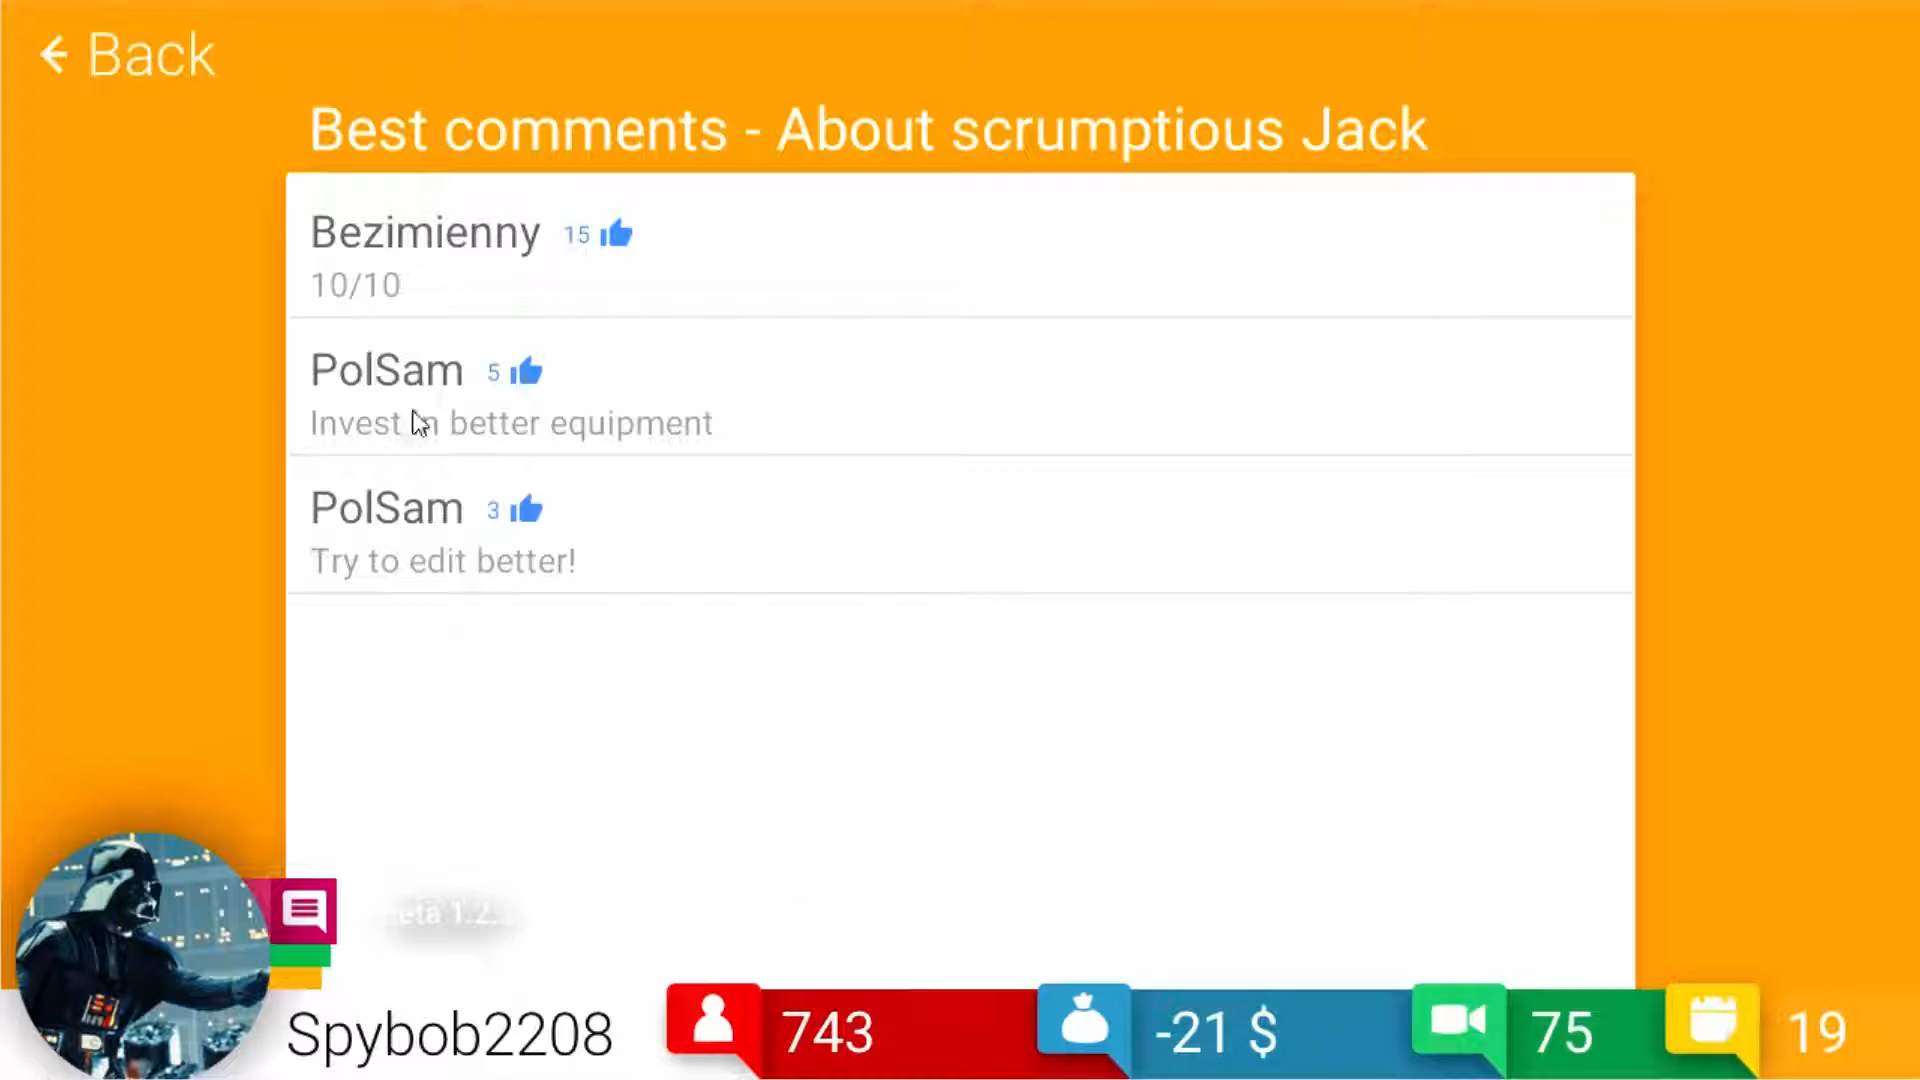 Back
Best comments - About scrumptious Jack
Bezimienny 15
10/10
PolSam 5
Invest in better equipment
PolSam 3
Try to edit better!
Spybob2208 743 -21 $ 75 19